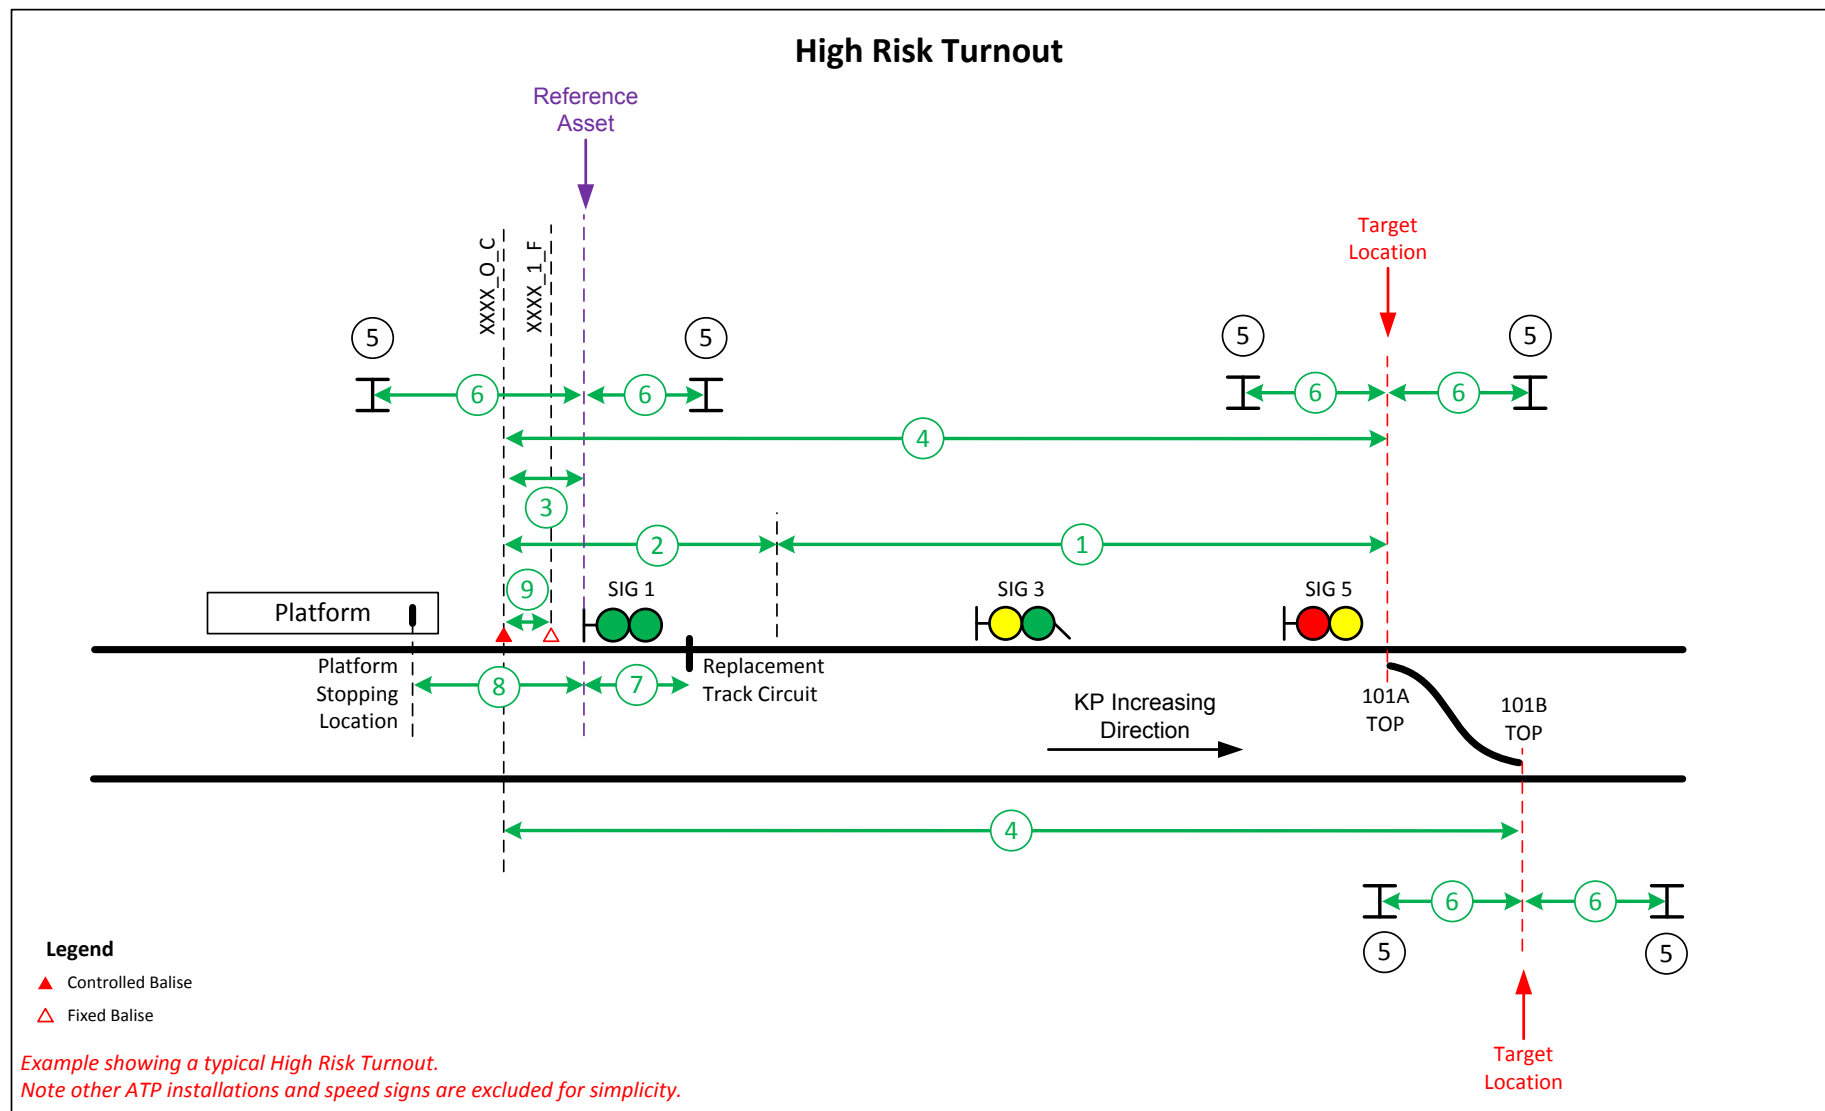 High Risk Turnout
Reference
Asset
XXXX_O_C
XXXX_1_F
Target
Location
5
5
5
5
6
6
6
6
4
3
2
1
9
SIG 1
SIG 3
SIG 5
Platform
Platform
Stopping
Location
8
7
Replacement
Track Circuit
KP Increasing
Direction
101A
TOP
101B
TOP
4
6
6
5
5
Legend
Controlled Balise
Fixed Balise
Target
Location
Example showing a typical High Risk Turnout.
Note other ATP installations and speed signs are excluded for simplicity.